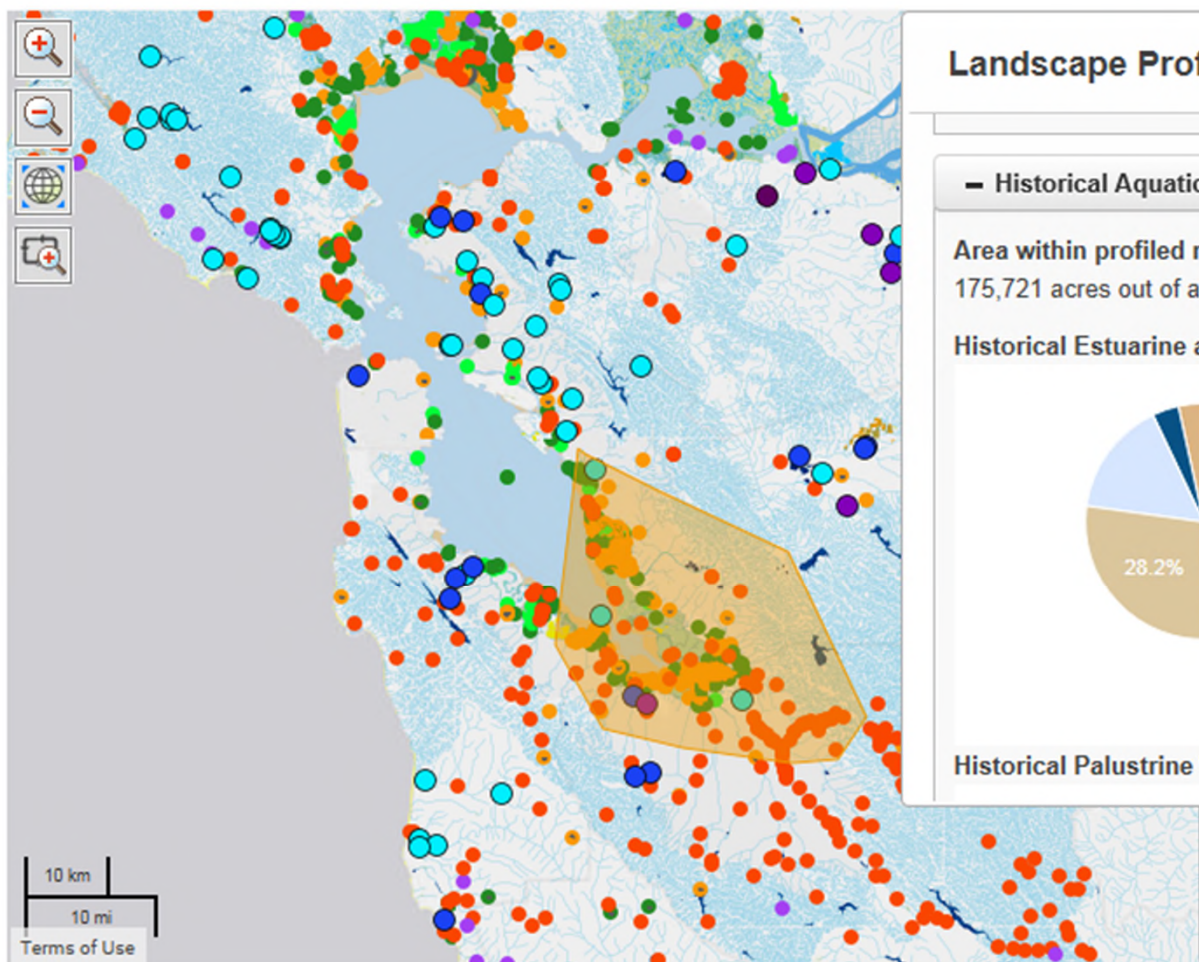 Landscape Prof
Historical Aquatic
Area within profiled r
175,721 acres out of a
Historical Estuarine a
28.2%
Historical Palustrine
10 km
10 mi
Terms of Use